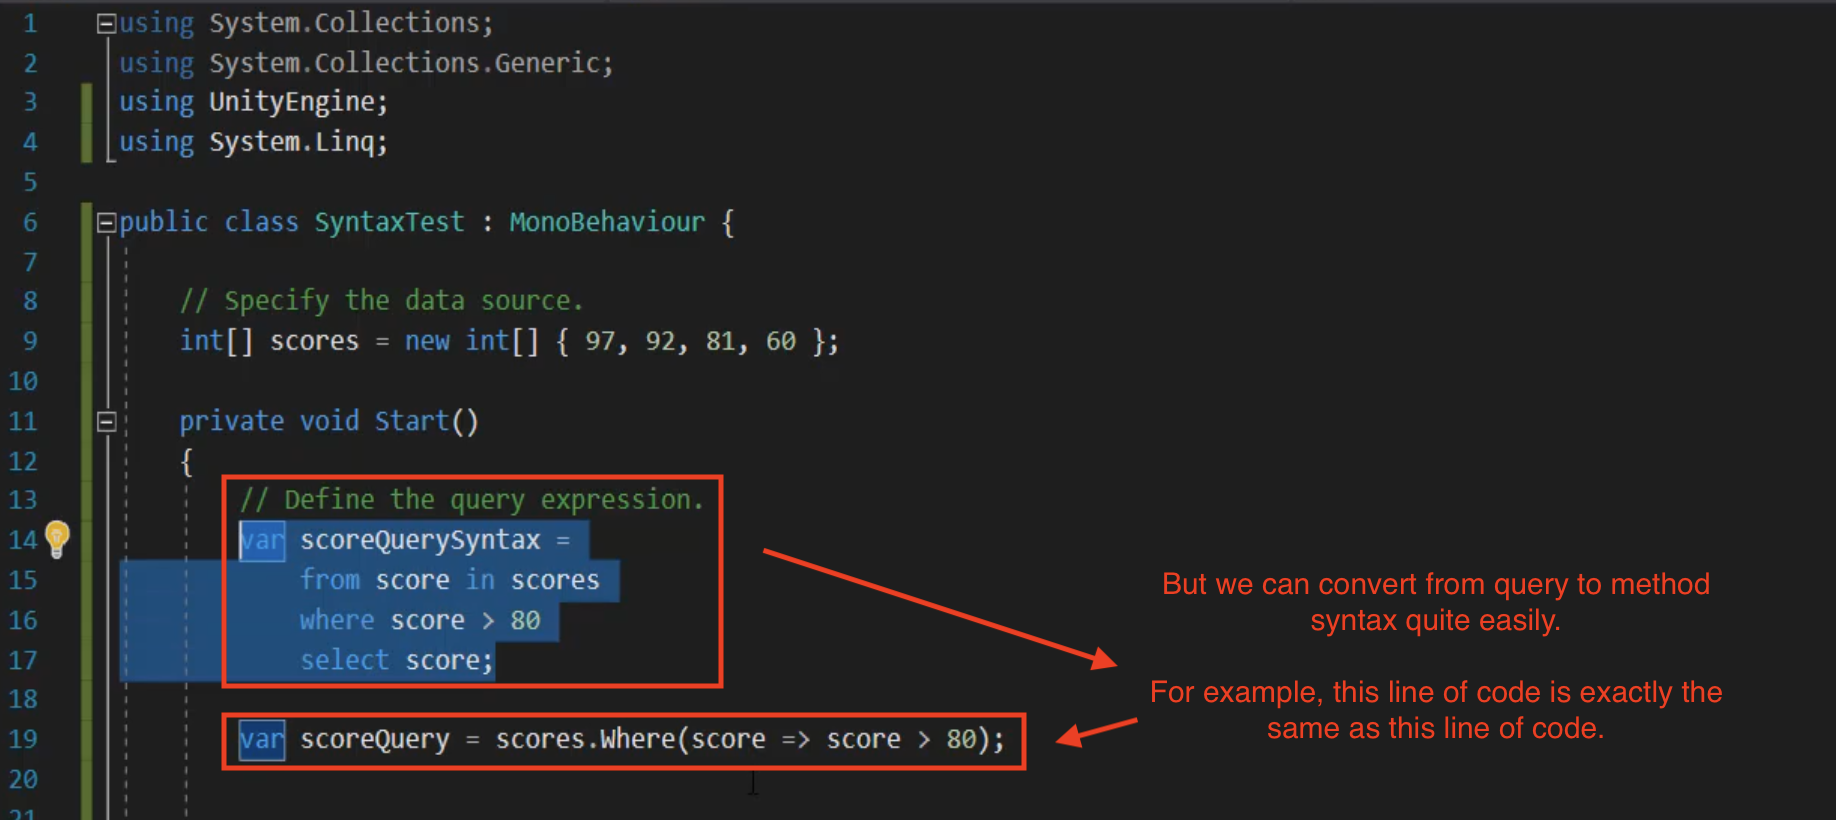 1 using System.Collections;
2 using System.Collections.Generic;
3 using UnityEngine;
4 using System.Linq;
5
6 public class SyntaxTest : MonoBehaviour {
7
8 // Specify the data source.
9 int[] scores = new int[] { 97, 92, 81, 60 };
10
11 private void Start()
12 {
13 // Define the query expression.
14 var scoreQuerySyntax =
15 from score in scores
16 where score > 80
17 select score;
18
19 var scoreQuery = scores.Where(score => score > 80);
20
21
But we can convert from query to method
syntax quite easily.
For example, this line of code is exactly the
same as this line of code.